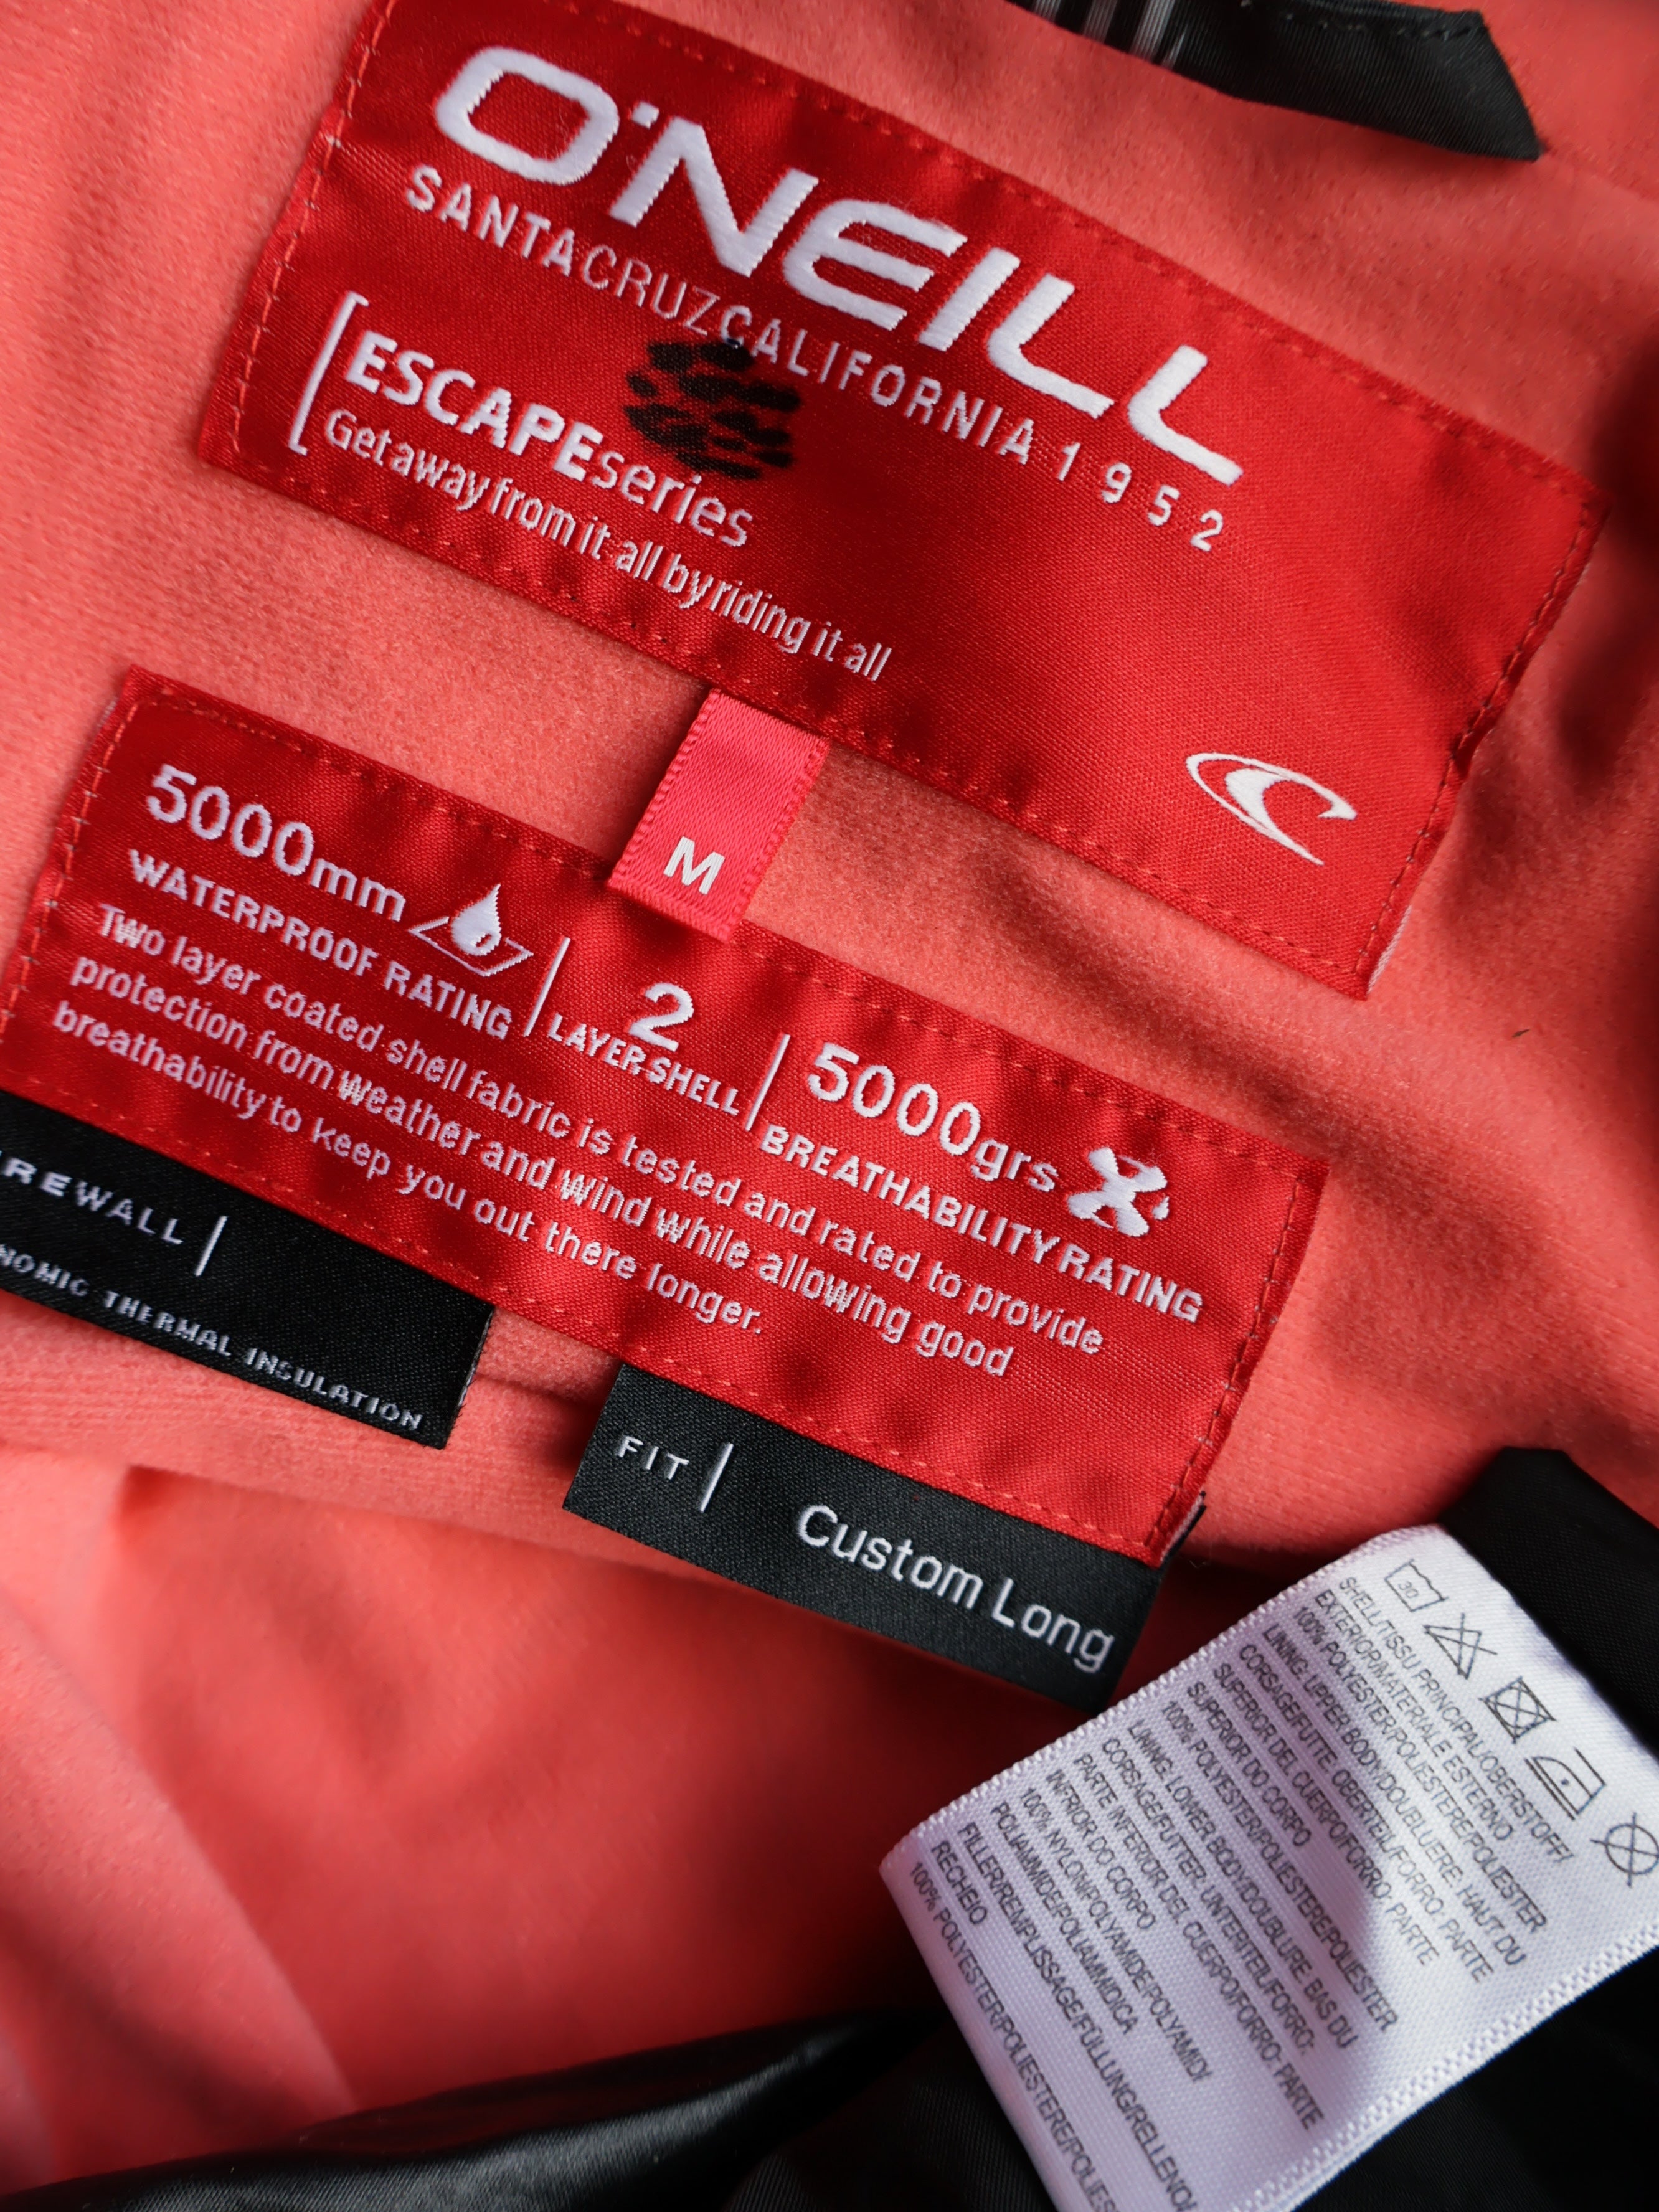 O'NEILL
SANTACRUZCALIFORNIA 1952
ESCAPEseries
Get away from it all by riding it all
M
5000mm
WATERPROOF RATING
2
LAYER SHELL
5000grs
BREATHABILITY RATING
Two layer coated shell fabric is tested and rated to provide
protection from weather and wind while allowing good
breathability to keep you out there longer.
REWALL
NOMIC THERMAL INSULATION
FIT
Custom Long
30
SHELL/TISSU PRINCIPAL/OBERSTOFF/
EXTERIOR/MATERIALE ESTERNO
100% POLYESTER/POLIESTERE/POLIESTER
LINING: UPPER BODY/DOUBLURE: HAUT DU
CORSAGE/FUTTE: OBERTEIL/FORRO: PARTE
SUPERIOR DEL CUERPO/FORRO: PARTE
SUPERIOR DO CORPO
100% POLYESTER/POLIESTERE/POLIESTER
LINING: LOWER BODY/DOUBLURE: BAS DU
CORSAGE/FUTTER: UNTERTEIL/FORRO:
PARTE INFERIOR DEL CUERPO/FORRO: PARTE
INFRIOR DO CORPO
100% NYLON/POLYAMIDE/POLYAMID/
POLIAMMIDE/POLIAMMIDICA
FILLER/REMPLISSAGE/FÜLLUNG/RELLENO/
RECHEIO
100% POLYESTER/POLIESTERE/POLIES